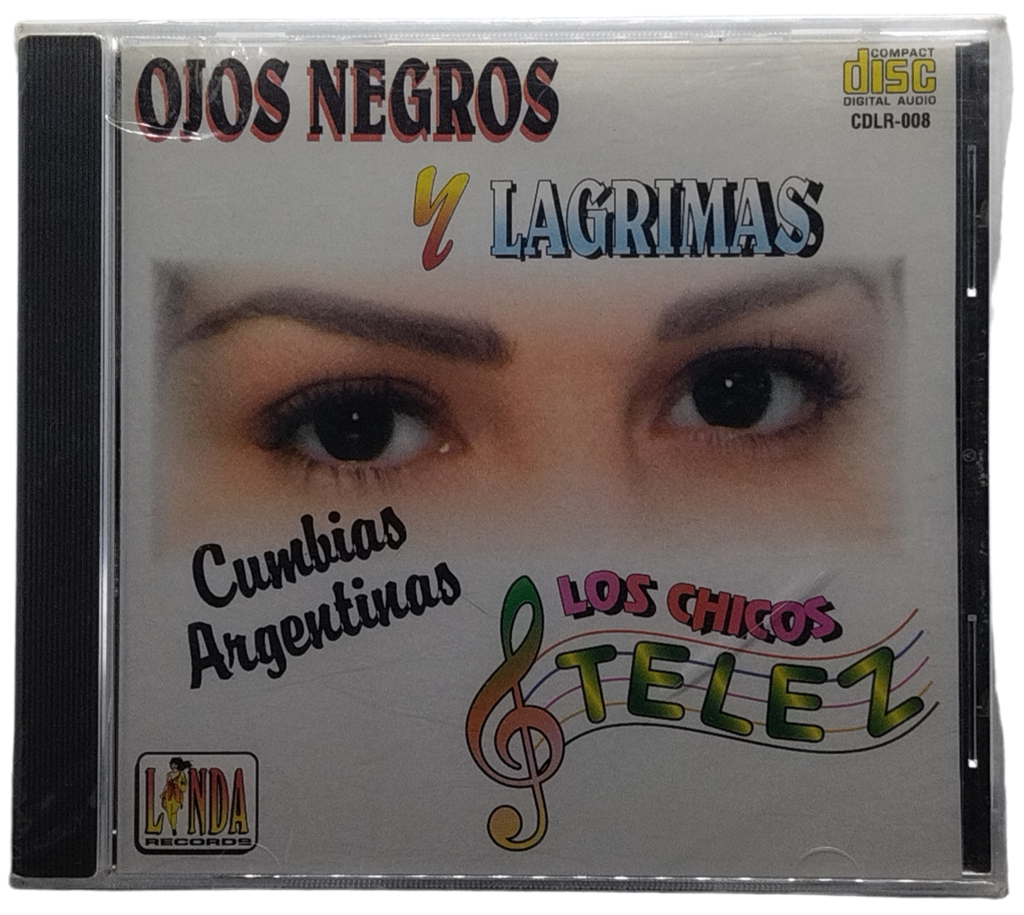 OJOS NEGROS
Y LAGRIMAS
COMPACT
disc
DIGITAL AUDIO
CDLR-008
Cumbias
Argentinas
LOS CHICOS
TELEZ
LINDA
RECORDS